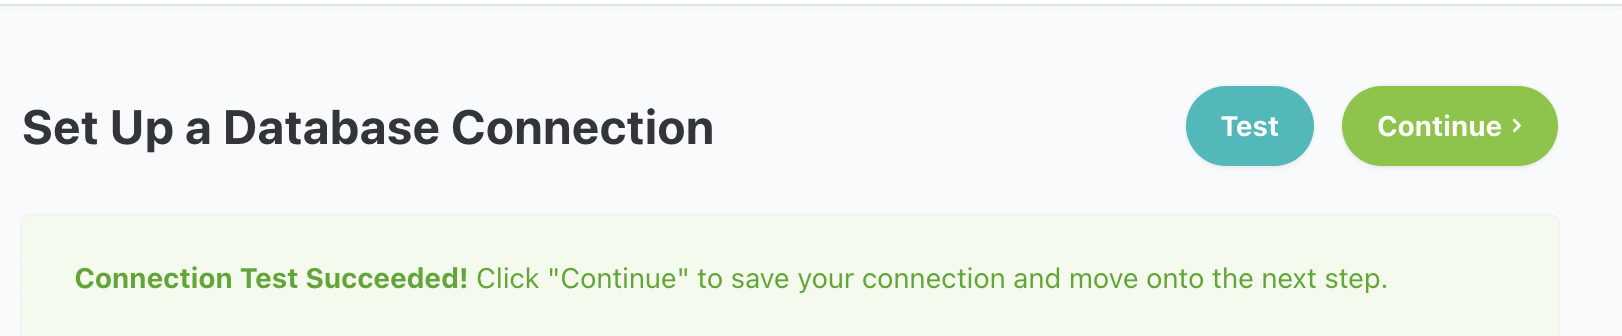 Set Up a Database Connection
Test
Continue ›
Connection Test Succeeded! Click "Continue" to save your connection and move onto the next step.